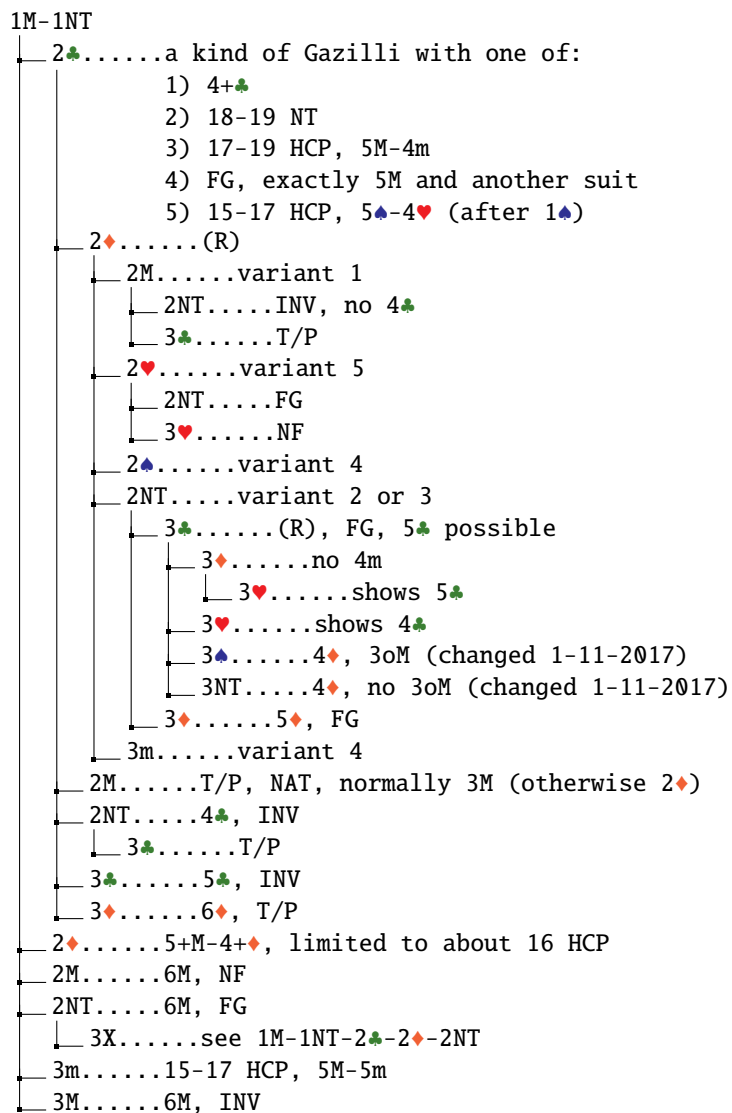 1M-1NT
2♣......a kind of Gazilli with one of:
1) 4+♣
2) 18-19 NT
3) 17-19 HCP, 5M-4m
4) FG, exactly 5M and another suit
5) 15-17 HCP, 5♠-4♥ (after 1♠)
2♦......(R)
2M......variant 1
2NT.....INV, no 4♣
3♣......T/P
2♥......variant 5
2NT.....FG
3♥......NF
2♠......variant 4
2NT.....variant 2 or 3
3♣......(R), FG, 5♣ possible
3♦......no 4m
3♥......shows 5♣
3♥......shows 4♣
3♠......4♦, 3oM (changed 1-11-2017)
3NT.....4♦, no 3oM (changed 1-11-2017)
3♦......5♦, FG
3m......variant 4
2M......T/P, NAT, normally 3M (otherwise 2♦)
2NT.....4♣, INV
3♣......T/P
3♣......5♣, INV
3♦......6♦, T/P
2♦......5+M-4+♦, limited to about 16 HCP
2M......6M, NF
2NT.....6M, FG
3X......see 1M-1NT-2♣-2♦-2NT
3m......15-17 HCP, 5M-5m
3M......6M, INV